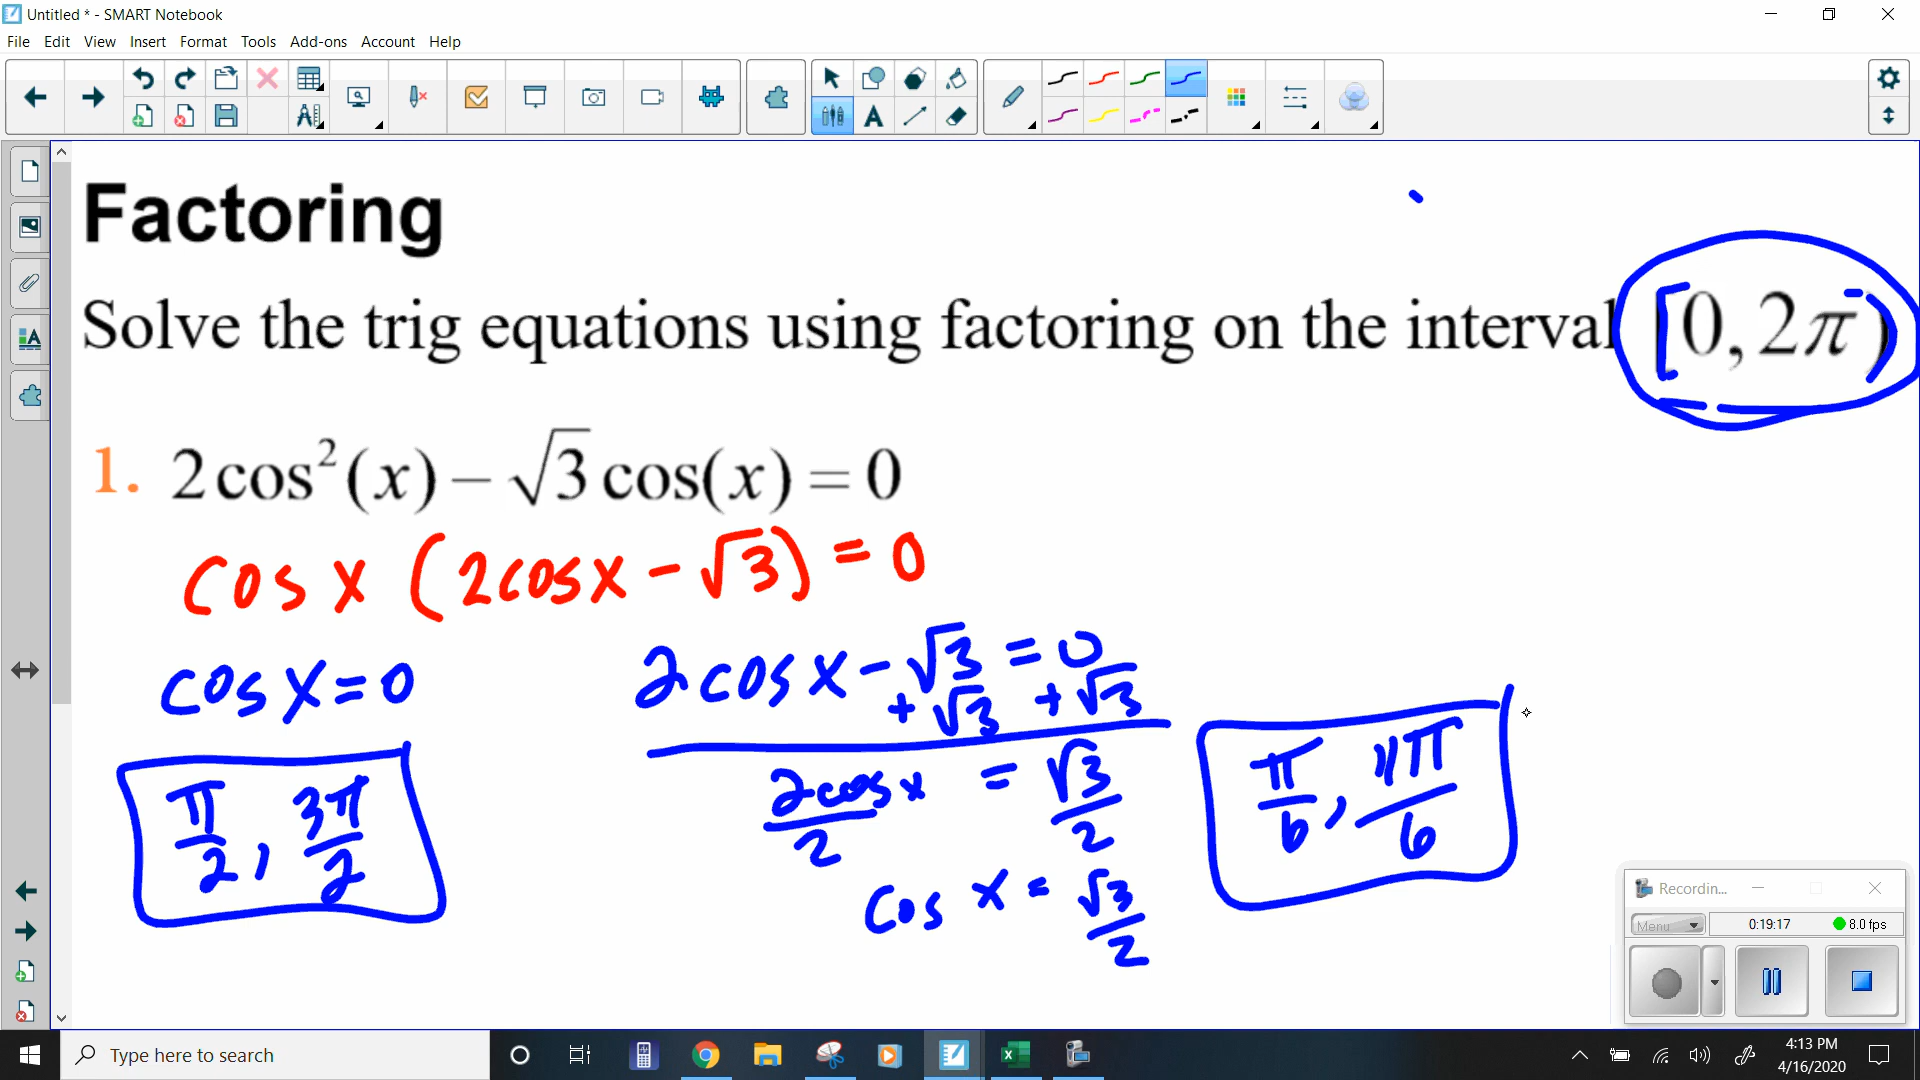 Untitled * - SMART Notebook
File Edit View Insert Format Tools Add-ons Account Help
Factoring
Solve the trig equations using factoring on the interval [0, 2π)
1. 2cos²(x) − √3 cos(x) = 0
cos x (2cosx − √3) = 0
cos x = 0
2cosx − √3 = 0
+ √3 + √3
2cosx/2 = √3/2
cos x = √3/2
π/2, 3π/2
π/6, 11π/6
Recordin...
Menu 0:19:17 8.0 fps
Type here to search
4:13 PM
4/16/2020